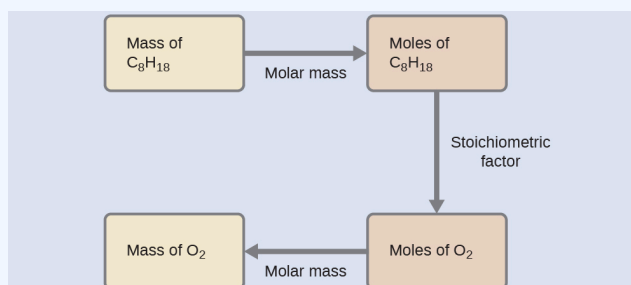 Mass of
C₈H₁₈
Molar mass
Moles of
C₈H₁₈
Stoichiometric
factor
Mass of O₂
Molar mass
Moles of O₂